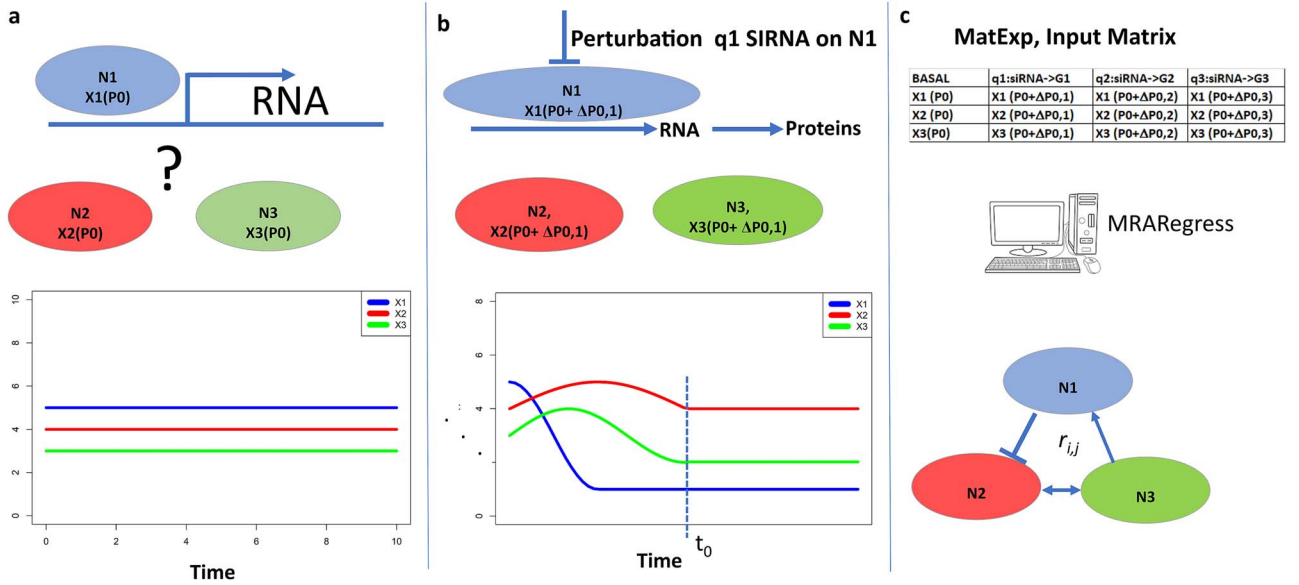 a
N1
X1(P0)
RNA
?
N2
X2(P0)
N3
X3(P0)
X1
X2
X3
10
8
6
4
2
0
0 2 4 6 8 10
Time
b
Perturbation q1 SIRNA on N1
N1
X1(P0+ ΔP0,1)
RNA
Proteins
N2,
X2(P0+ ΔP0,1)
N3,
X3(P0+ ΔP0,1)
X1
X2
X3
8
6
4
2
0
t0
Time
c
MatExp, Input Matrix
BASAL q1:siRNA->G1 q2:siRNA->G2 q3:siRNA->G3
X1 (P0) X1 (P0+ΔP0,1) X1 (P0+ΔP0,2) X1 (P0+ΔP0,3)
X2 (P0) X2 (P0+ΔP0,1) X2 (P0+ΔP0,2) X2 (P0+ΔP0,3)
X3(P0) X3 (P0+ΔP0,1) X3 (P0+ΔP0,2) X3 (P0+ΔP0,3)
MRARegress
N1
ri,j
N2
N3